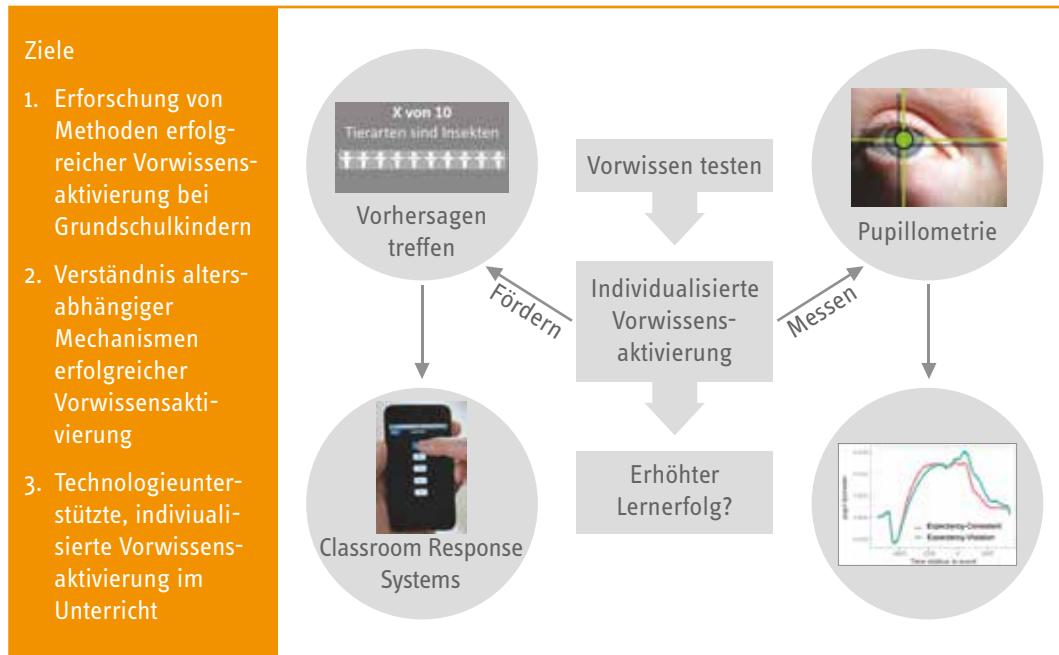 Ziele
1. Erforschung von
Methoden erfolg-
reicher Vorwissens-
aktivierung bei
Grundschulkindern
2. Verständnis alters-
abhängiger
Mechanismen
erfolgreicher
Vorwissensakti-
vierung
3. Technologieunter-
stützte, indiviuali-
sierte Vorwissens-
aktivierung im
Unterricht
X von 10
Tierarten sind Insekten
Vorhersagen
treffen
Fördern
Classroom Response
Systems
Vorwissen testen
Individualisierte
Vorwissens-
aktivierung
Erhöhter
Lernerfolg?
Messen
Pupillometrie
Expectancy-Consistent
Expectancy-Violation